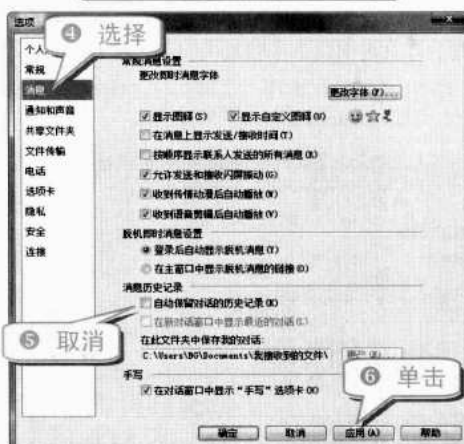 选项
④ 选择
个人
常规
消息
通知和声音
共享文件夹
文件传输
电话
选项卡
隐私
安全
连接
常规消息设置
更改即时消息字体
更改字体(F)...
显示图释(S) 显示自定义图释(U)
在消息上显示发送/接收时间(T)
按顺序显示联系人发送的所有消息(R)
允许发送和接收闪屏振动(G)
收到传情动漫后自动播放(W)
收到语音剪辑后自动播放(V)
脱机即时消息设置
登录后自动显示脱机消息(Y)
在主窗口中显示脱机消息的链接(D)
消息历史记录
自动保留对话的历史记录(K)
在新对话窗口中显示最近的对话(L)
⑤ 取消
在此文件夹中保存我的对话:
C:\Users\BG\Documents\我接收到的文件\
手写
在对话窗口中显示“手写”选项卡(X)
⑥ 单击
确定 取消 应用(A) 帮助